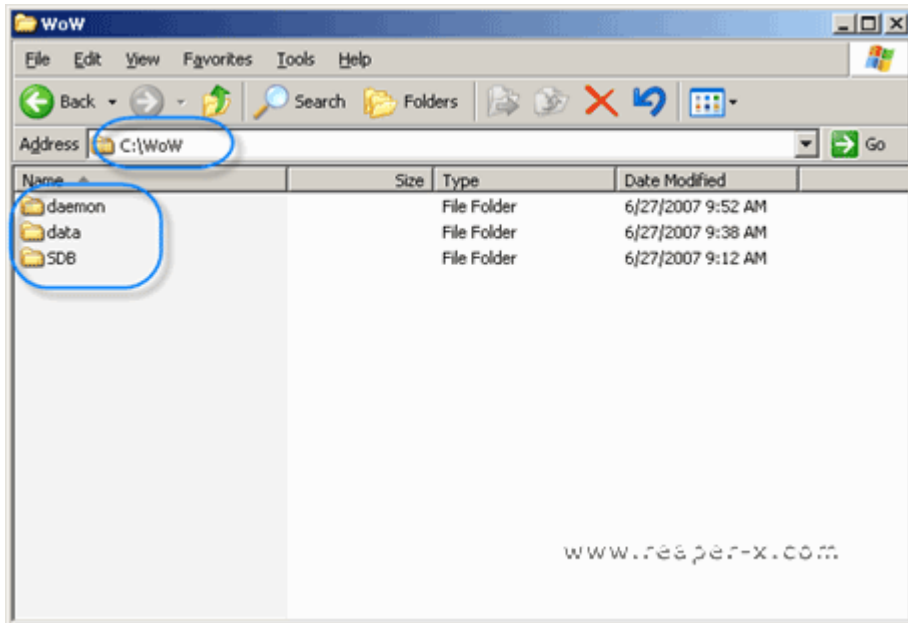 WoW
File Edit View Favorites Tools Help
Back Search Folders
Address C:\WoW Go
Name Size Type Date Modified
daemon File Folder 6/27/2007 9:52 AM
data File Folder 6/27/2007 9:38 AM
SDB File Folder 6/27/2007 9:12 AM
www.reaper-x.com